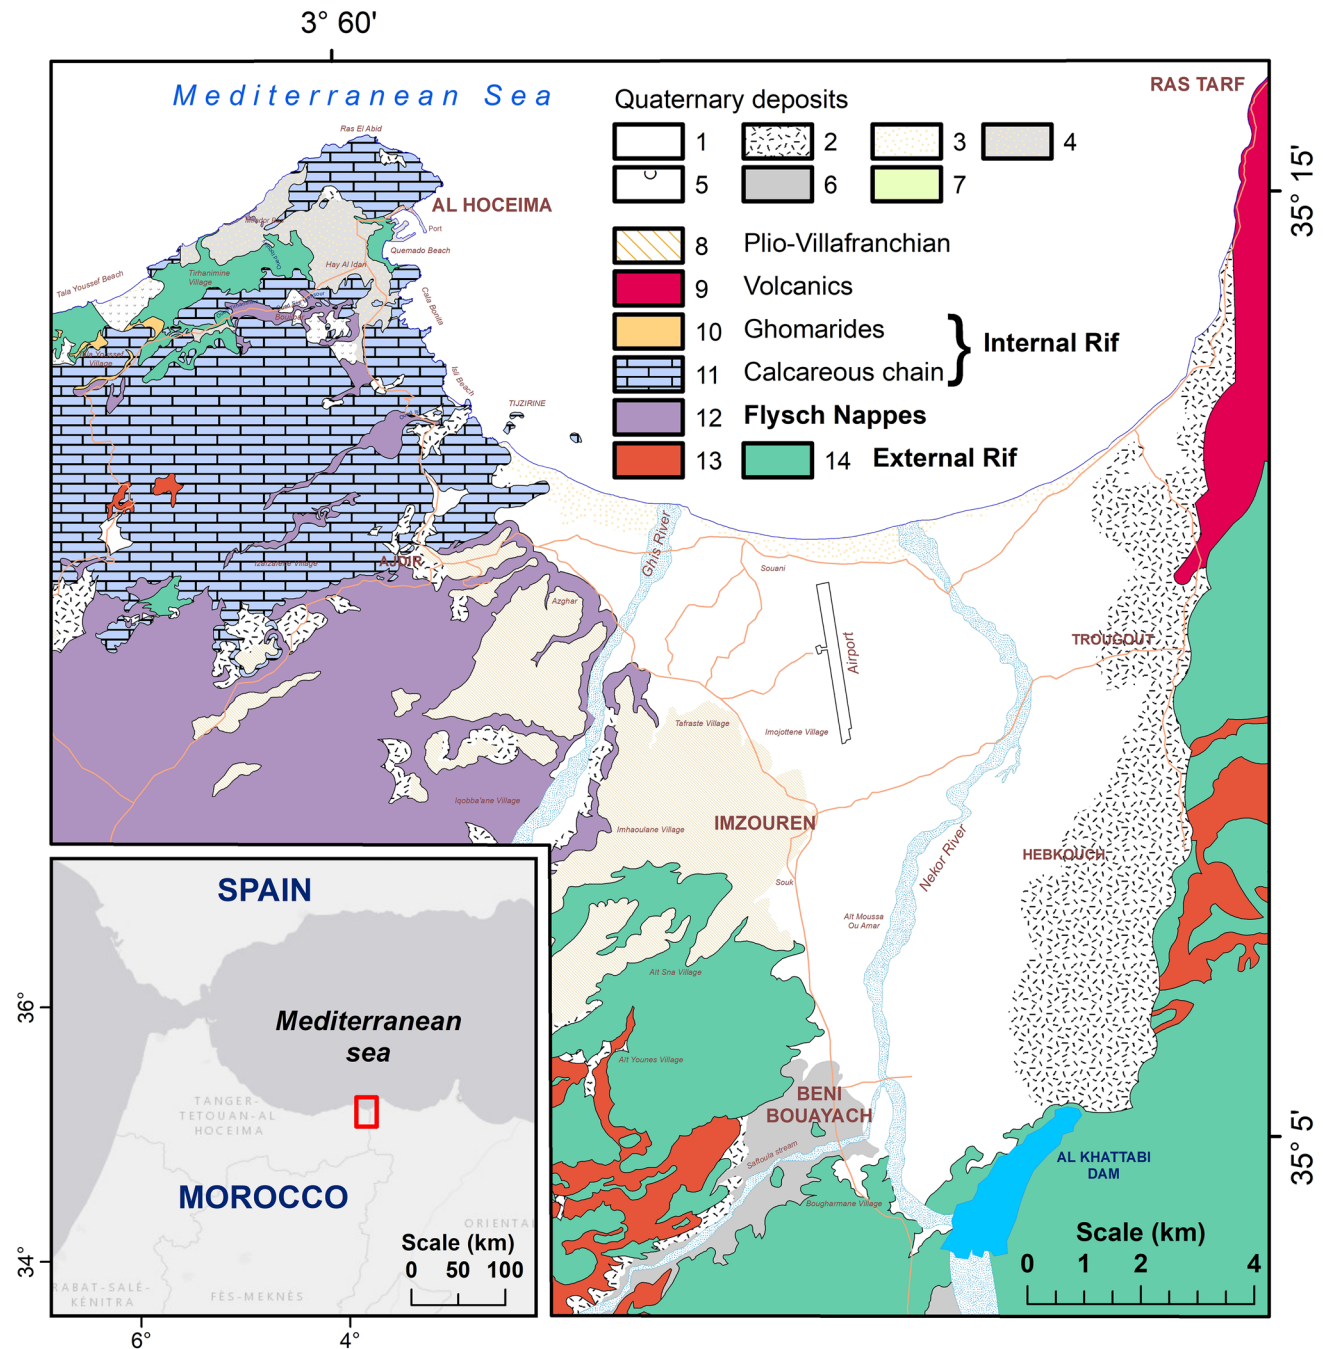 3° 60'
Mediterranean Sea
RAS TARF
Ras El Abid
Quaternary deposits
1
2
3
4
5
6
7
8 Plio-Villafranchian
9 Volcanics
10 Ghomarides
11 Calcareous chain
Internal Rif
12 Flysch Nappes
13
14 External Rif
35° 15'
AL HOCEIMA
Port
Quemado Beach
Hay Al Idari
Tirhanimine
Village
Tala Youssef Beach
Cala Bonita
Village
Isli Beach
TIJZIRINE
AJDIR
Ghis River
Souani
Azghar
Airport
TROUGOUT
Tafraste Village
Imojottene Village
Iqobba'ane Village
Imhaoulane Village
IMZOUREN
Nekor River
HEBKOUCH
Souk
Ait Moussa
Ou Amar
Ait Sna Village
Ait Younes Village
BENI
BOUAYACH
Saftoula stream
Bougharmane Village
AL KHATTABI
DAM
35° 5'
Scale (km)
0 1 2 4
SPAIN
Mediterranean
sea
TANGER-
TETOUAN-AL
HOCEIMA
MOROCCO
ORIENTAL
Scale (km)
0 50 100
RABAT-SALÉ-
KÉNITRA
FÈS-MEKNÈS
36°
34°
6°
4°